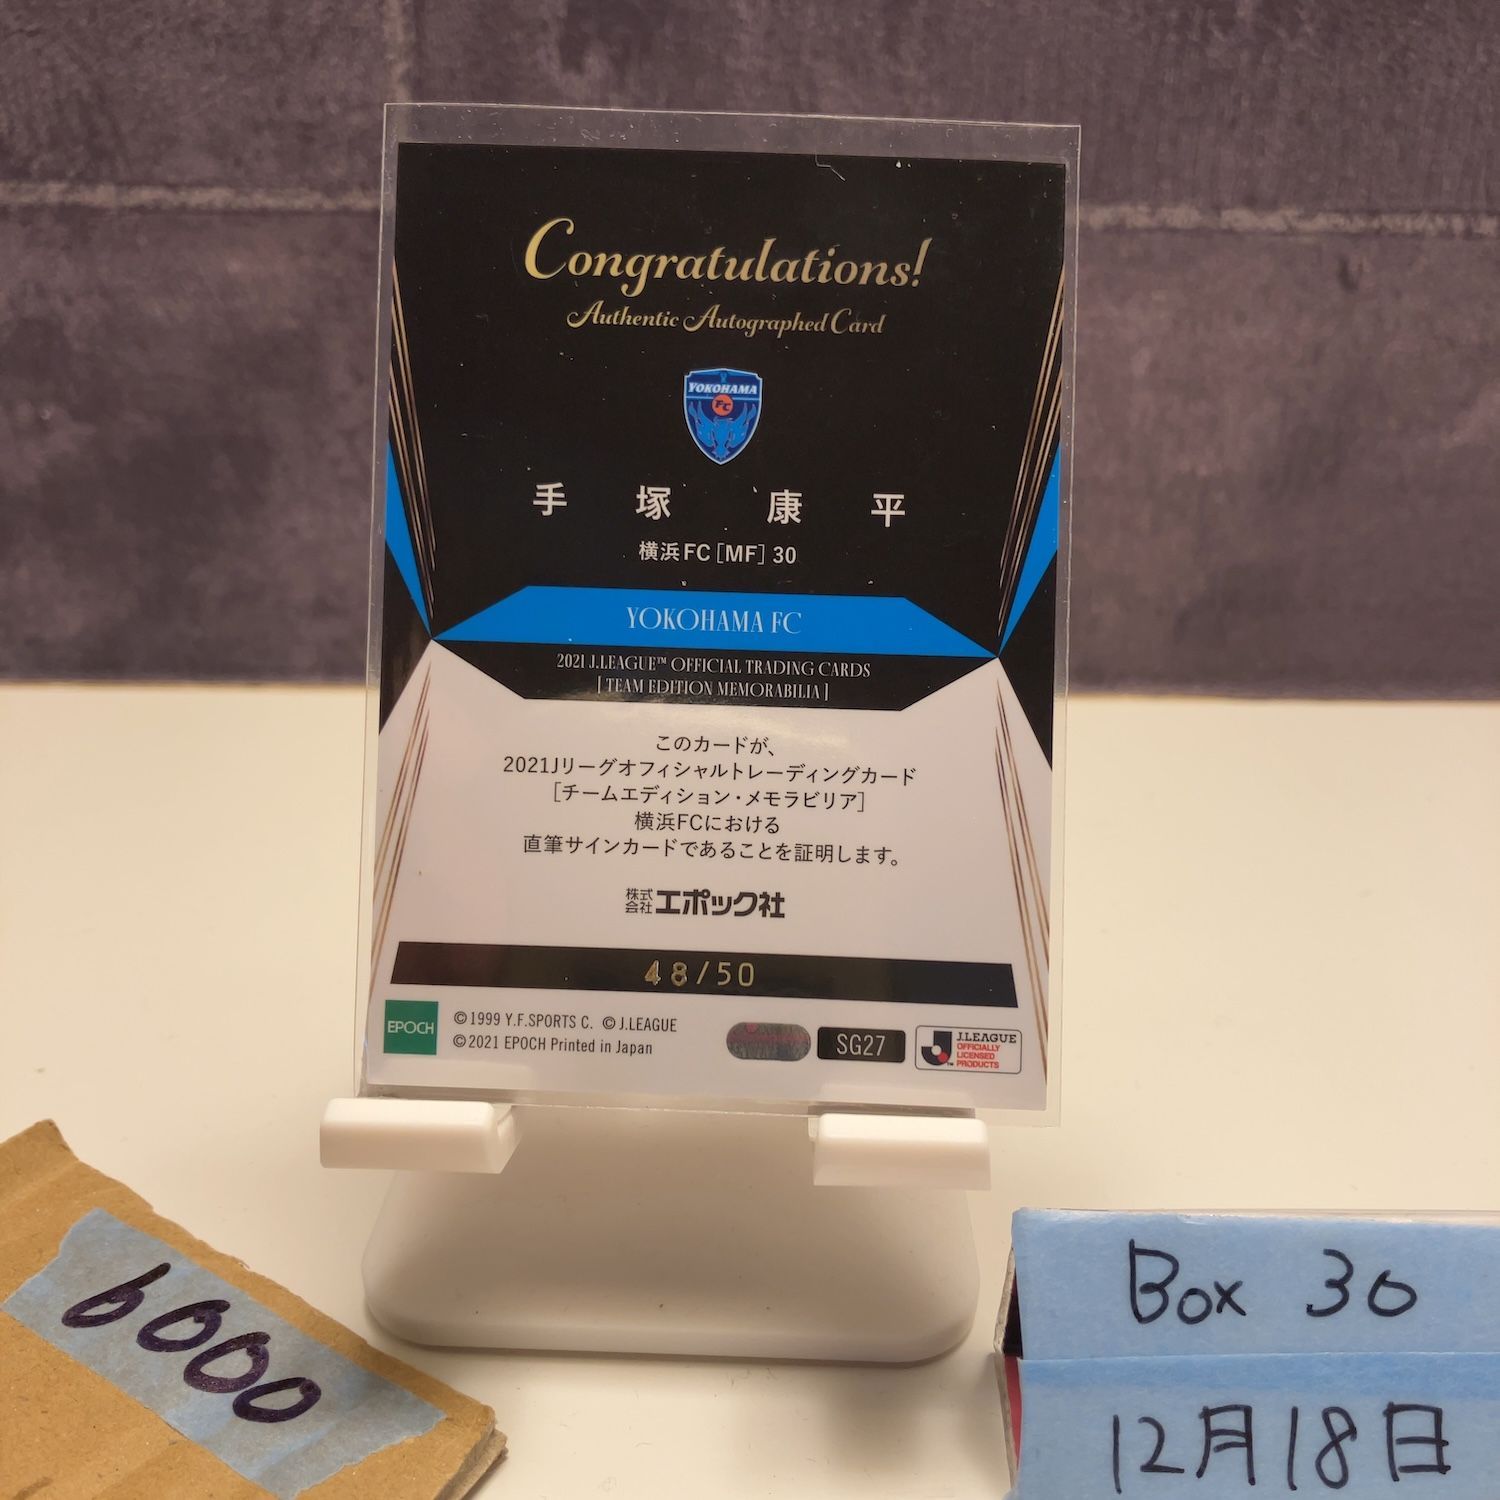 Congratulations!
Authentic Autographed Card
YOKOHAMA
FC
手塚 康平
横浜FC [MF] 30
YOKOHAMA FC
2021 J.LEAGUE™ OFFICIAL TRADING CARDS
[ TEAM EDITION MEMORABILIA ]
このカードが、
2021Jリーグオフィシャルトレーディングカード
[チームエディション・メモラビリア]
横浜FCにおける
直筆サインカードであることを証明します。
株式会社エポック社
48/50
EPOCH
©1999 Y.F.SPORTS C. ©J.LEAGUE
©2021 EPOCH Printed in Japan
SG27
J.LEAGUE
OFFICIALLY
LICENSED
PRODUCTS
6000
Box 30
12月18日